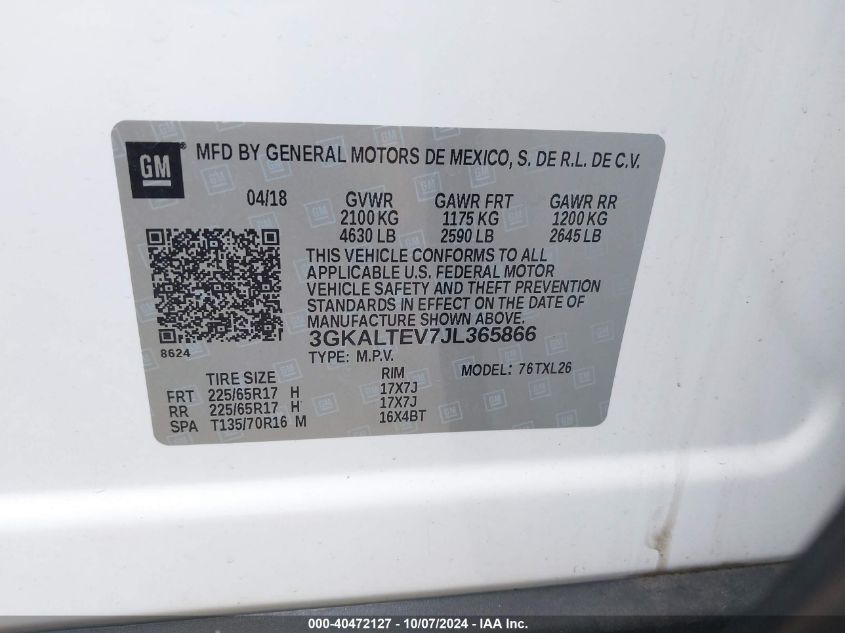 GM ® MFD BY GENERAL MOTORS DE MEXICO, S. DE R.L. DE C.V.
04/18 GVWR GAWR FRT GAWR RR
2100 KG 1175 KG 1200 KG
4630 LB 2590 LB 2645 LB
THIS VEHICLE CONFORMS TO ALL
APPLICABLE U.S. FEDERAL MOTOR
VEHICLE SAFETY AND THEFT PREVENTION
STANDARDS IN EFFECT ON THE DATE OF
MANUFACTURE SHOWN ABOVE.
8624
3GKALTEV7JL365866
TYPE: M.P.V. MODEL: 76TXL26
TIRE SIZE RIM
FRT 225/65R17 H 17X7J
RR 225/65R17 H 17X7J
SPA T135/70R16 M 16X4BT
000-40472127 - 10/07/2024 - IAA Inc.